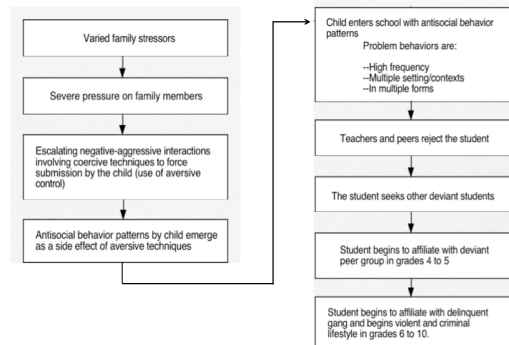 Varied family stressors
Severe pressure on family members
Escalating negative-aggressive interactions
involving coercive techniques to force
submission by the child (use of aversive
control)
Antisocial behavior patterns by child emerge
as a side effect of aversive techniques
Child enters school with antisocial behavior
patterns
Problem behaviors are:
--High frequency
--Multiple setting/contexts
--In multiple forms
Teachers and peers reject the student
The student seeks other deviant students
Student begins to affiliate with deviant
peer group in grades 4 to 5
Student begins to affiliate with delinquent
gang and begins violent and criminal
lifestyle in grades 6 to 10.